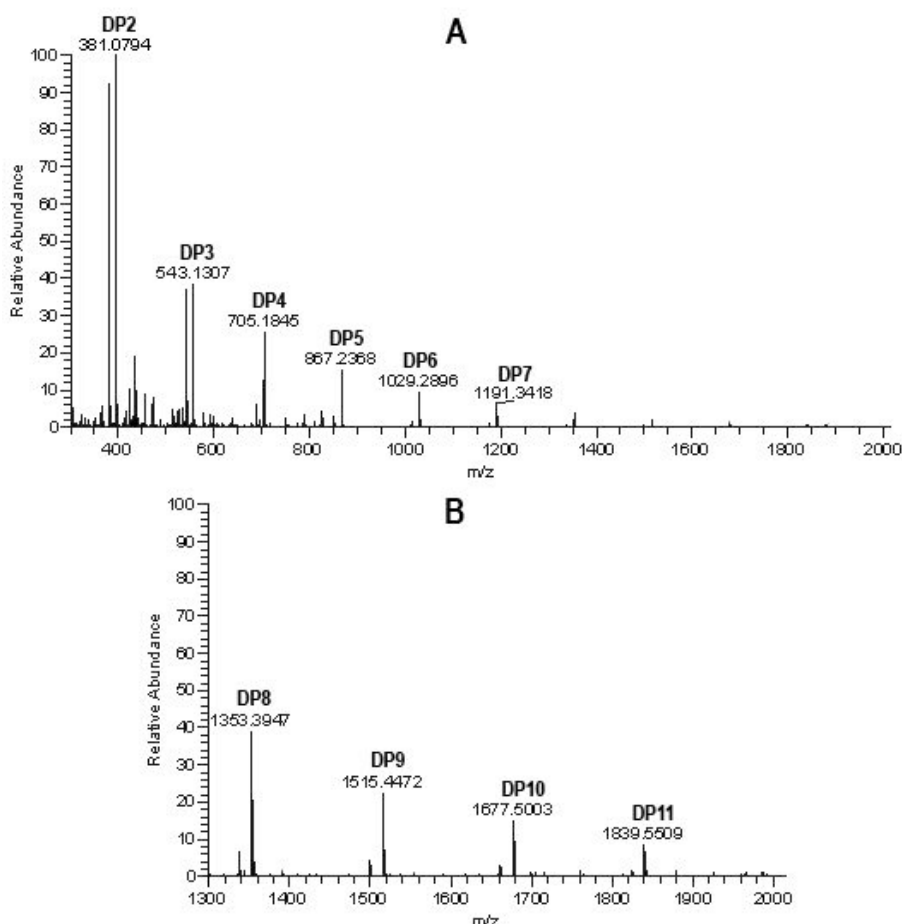 A
DP2
381.0794
DP3
543.1307
DP4
705.1845
DP5
867.2368
DP6
1029.2896
DP7
1191.3418
Relative Abundance
100
90
80
70
60
50
40
30
20
10
0
400 600 800 1000 1200 1400 1600 1800 2000
m/z
B
DP8
1353.3947
DP9
1515.4472
DP10
1677.5003
DP11
1839.5509
Relative Abundance
100
90
80
70
60
50
40
30
20
10
0
1300 1400 1500 1600 1700 1800 1900 2000
m/z